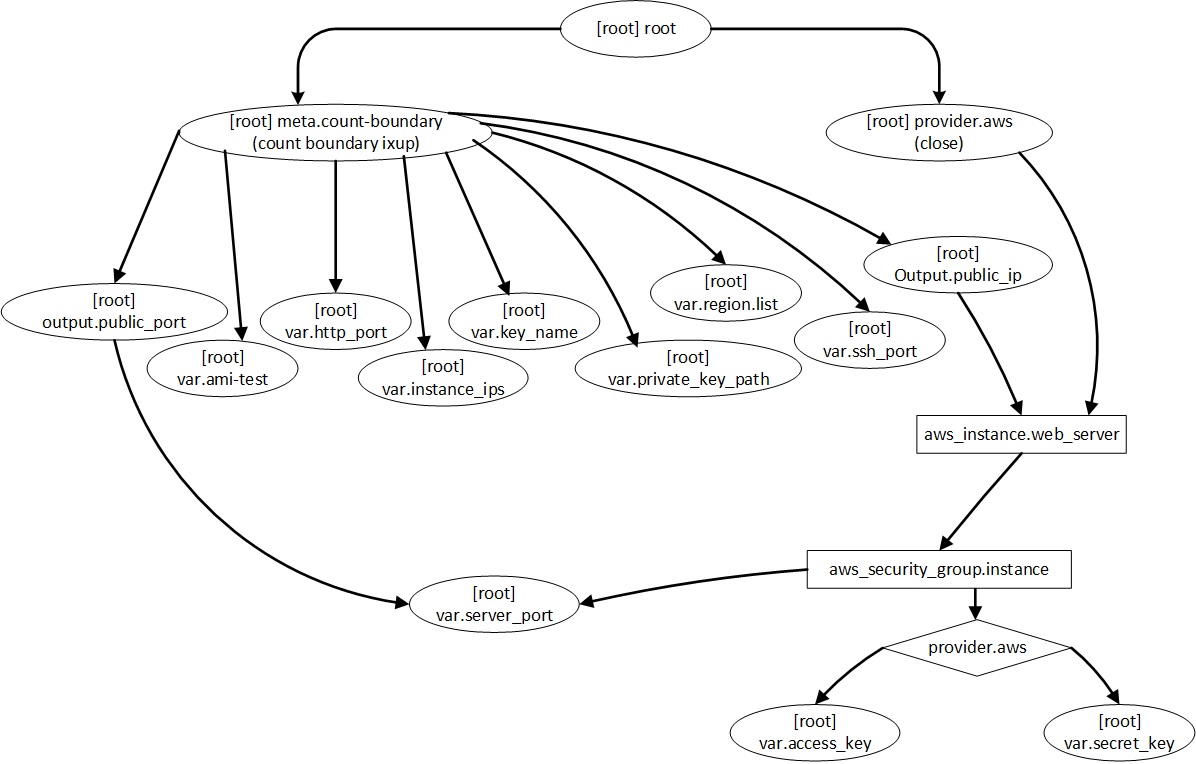 [root] root
[root] meta.count-boundary
(count boundary ixup)
[root] provider.aws
(close)
[root]
Output.public_ip
[root]
var.region.list
[root]
output.public_port
[root]
var.http_port
[root]
var.key_name
[root]
var.ssh_port
[root]
var.ami-test
[root]
var.instance_ips
[root]
var.private_key_path
aws_instance.web_server
aws_security_group.instance
[root]
var.server_port
provider.aws
[root]
var.access_key
[root]
var.secret_key